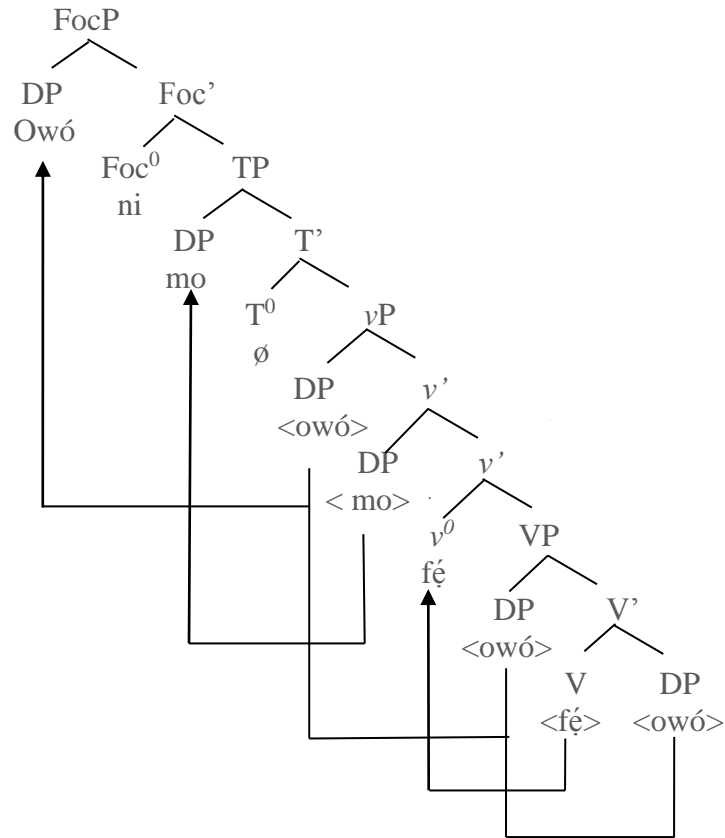 FocP
DP Foc’
Owó
Foc⁰ TP
ni
DP T’
mo
T⁰ vP
ø
DP v’
<owó>
DP v’
< mo>
v⁰ VP
fẹ́
DP V’
<owó>
V DP
<fẹ́> <owó>